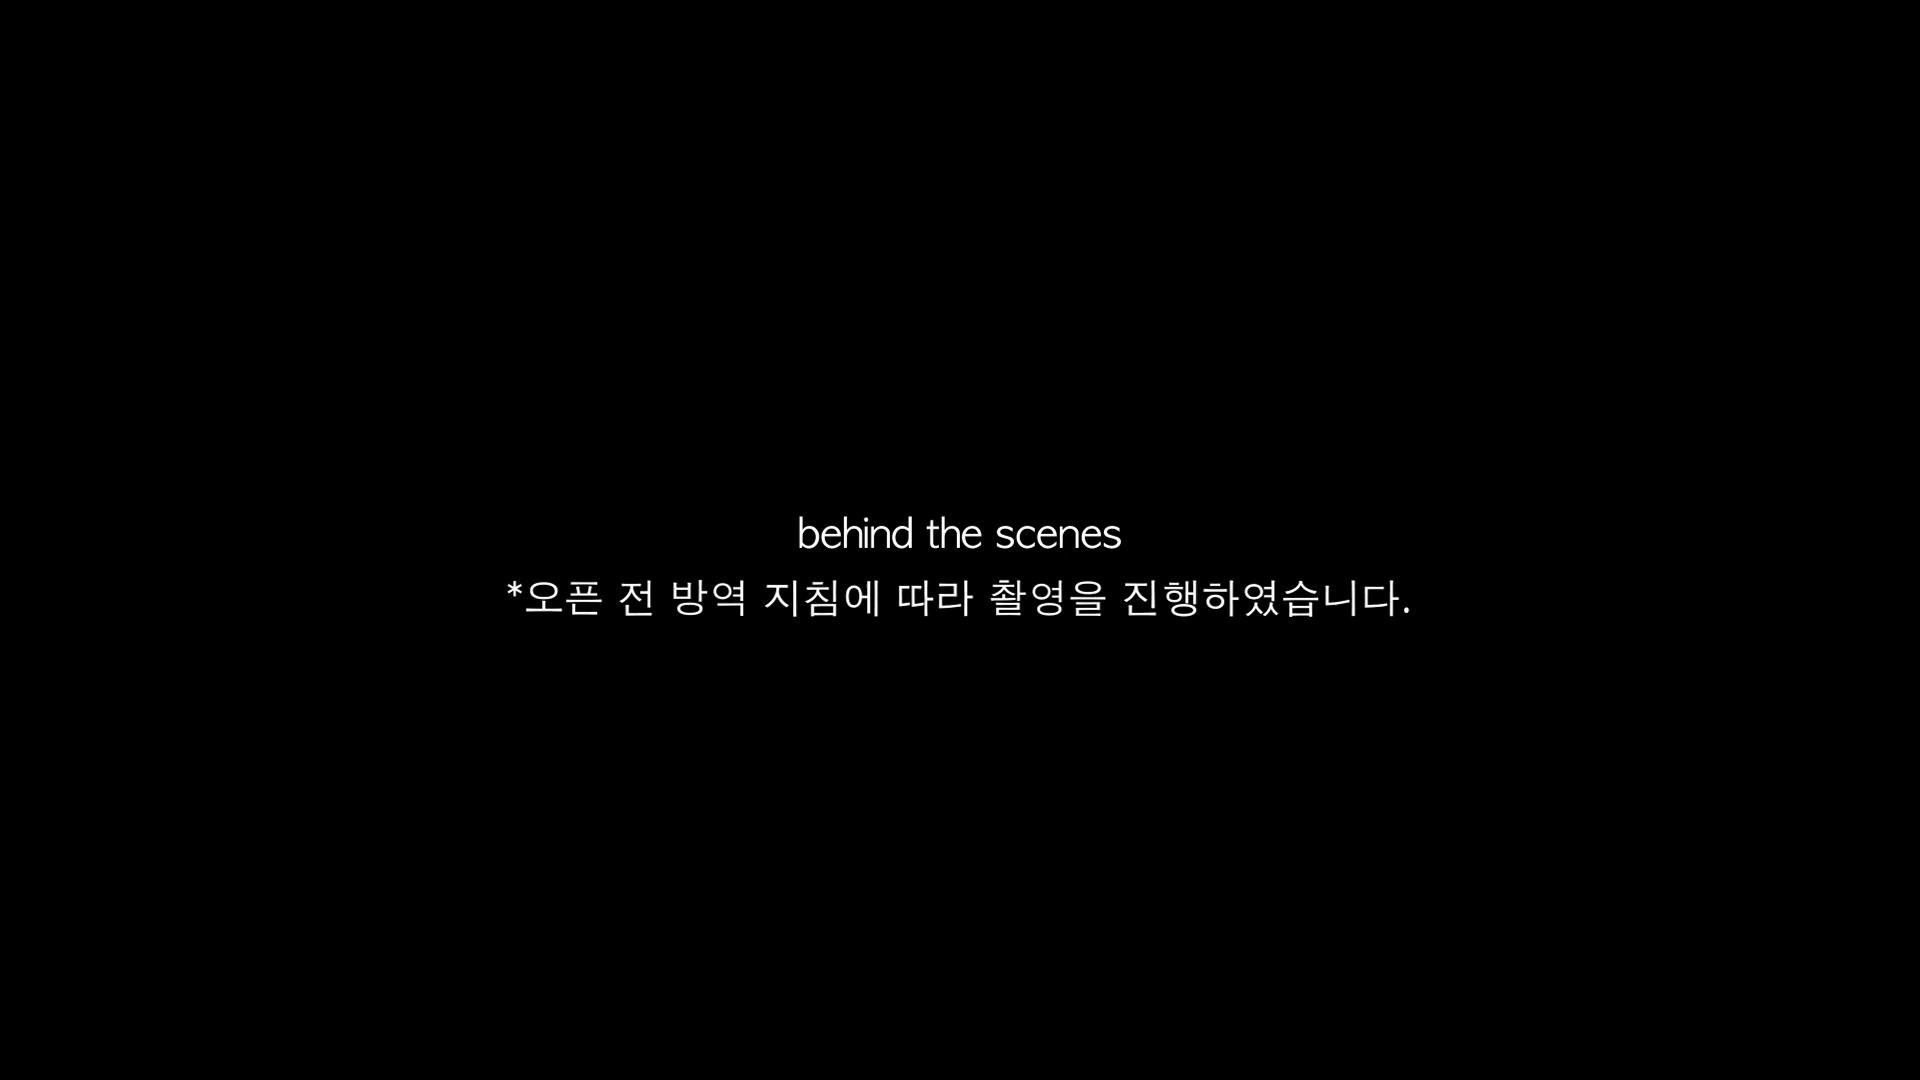 behind the scenes
*오픈 전 방역 지침에 따라 촬영을 진행하였습니다.